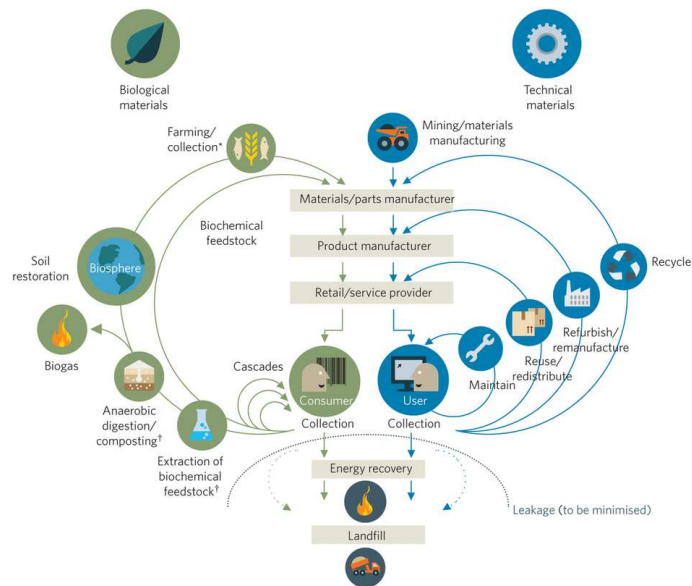 Biological
materials
Technical
materials
Farming/
collection*
Mining/materials
manufacturing
Materials/parts manufacturer
Biochemical
feedstock
Product manufacturer
Soil
restoration
Biosphere
Recycle
Retail/service provider
Refurbish/
remanufacture
Reuse/
redistribute
Biogas
Cascades
Maintain
Consumer
User
Anaerobic
digestion/
composting†
Collection
Collection
Extraction of
biochemical
feedstock†
Energy recovery
Leakage (to be minimised)
Landfill